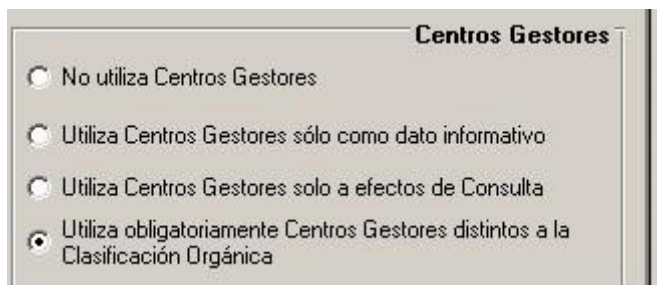 Centros Gestores
No utiliza Centros Gestores
Utiliza Centros Gestores sólo como dato informativo
Utiliza Centros Gestores solo a efectos de Consulta
Utiliza obligatoriamente Centros Gestores distintos a la
Clasificación Orgánica